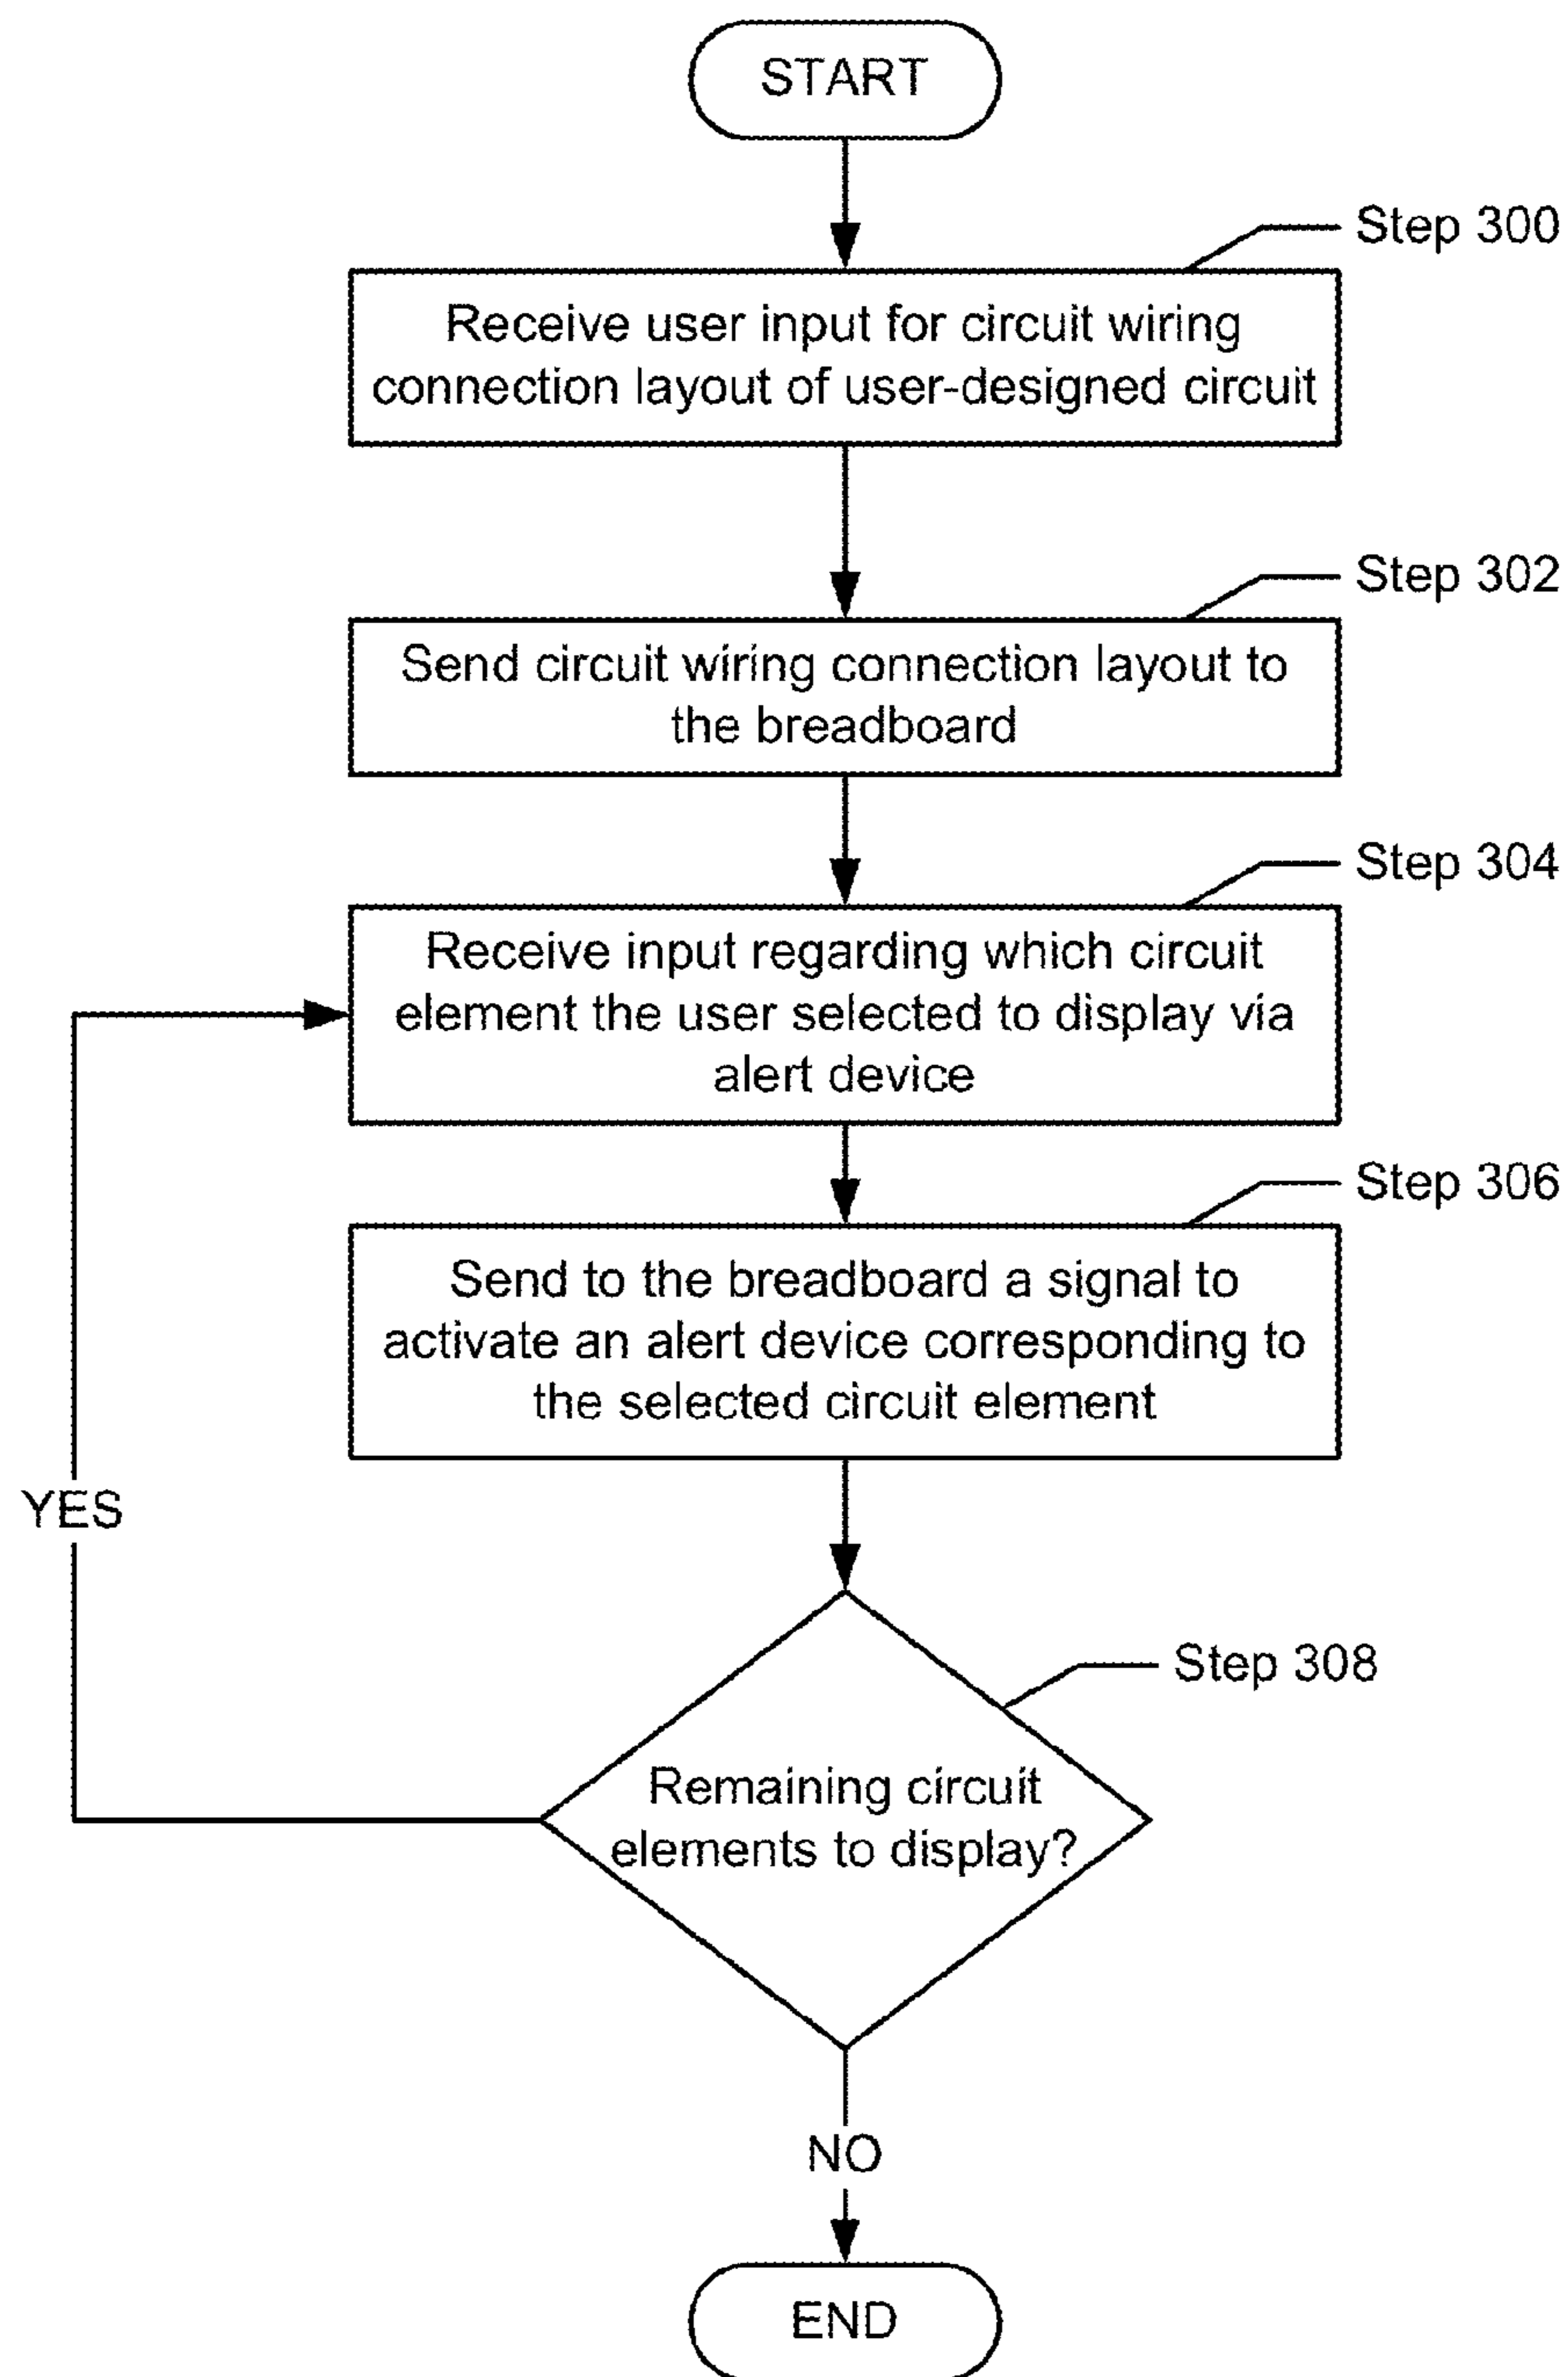 START
Step 300
Receive user input for circuit wiring
connection layout of user-designed circuit
Step 302
Send circuit wiring connection layout to
the breadboard
Step 304
Receive input regarding which circuit
element the user selected to display via
alert device
Step 306
Send to the breadboard a signal to
activate an alert device corresponding to
the selected circuit element
YES
Step 308
Remaining circuit
elements to display?
NO
END